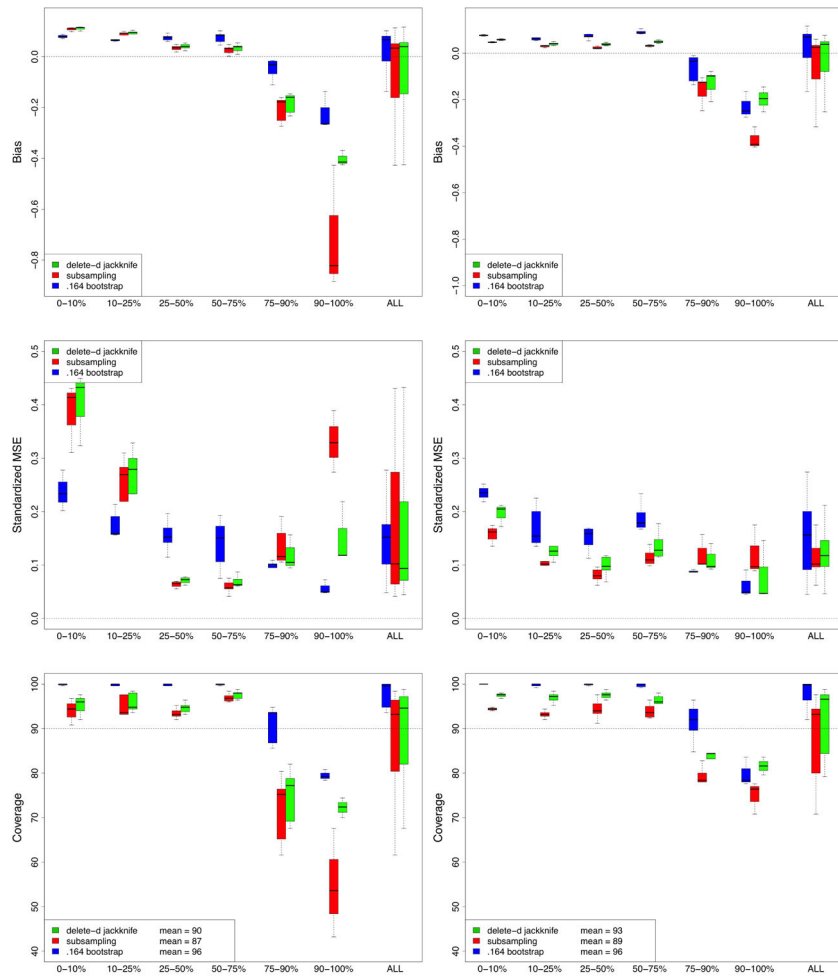 0.0
−0.2
−0.4
−0.6
−0.8
Bias
delete−d jackknife
subsampling
.164 bootstrap
0−10% 10−25% 25−50% 50−75% 75−90% 90−100% ALL
0.0
−0.2
−0.4
−0.6
−0.8
−1.0
Bias
delete−d jackknife
subsampling
.164 bootstrap
0−10% 10−25% 25−50% 50−75% 75−90% 90−100% ALL
0.5
0.4
0.3
0.2
0.1
0.0
Standardized MSE
delete−d jackknife
subsampling
.164 bootstrap
0−10% 10−25% 25−50% 50−75% 75−90% 90−100% ALL
0.5
0.4
0.3
0.2
0.1
0.0
Standardized MSE
delete−d jackknife
subsampling
.164 bootstrap
0−10% 10−25% 25−50% 50−75% 75−90% 90−100% ALL
100
90
80
70
60
50
40
Coverage
delete−d jackknife mean = 90
subsampling mean = 87
.164 bootstrap mean = 96
0−10% 10−25% 25−50% 50−75% 75−90% 90−100% ALL
100
90
80
70
60
50
40
Coverage
delete−d jackknife mean = 93
subsampling mean = 89
.164 bootstrap mean = 96
0−10% 10−25% 25−50% 50−75% 75−90% 90−100% ALL